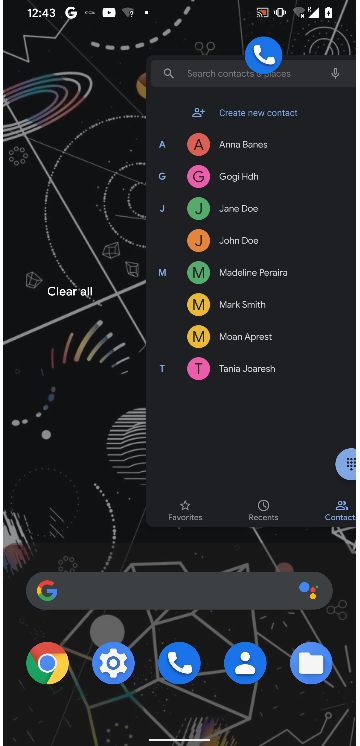 12:43
Search contacts & places
Create new contact
A
A
Anna Banes
G
G
Gogi Hdh
J
J
Jane Doe
J
John Doe
M
M
Madeline Peraira
M
Mark Smith
M
Moan Aprest
T
T
Tania Joaresh
Clear all
Favorites
Recents
Contact